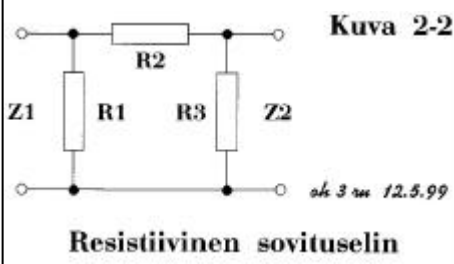 Kuva 2-2
R2
Z1 R1 R3 Z2
oh 3 ru 12.5.99
Resistiivinen sovituselin